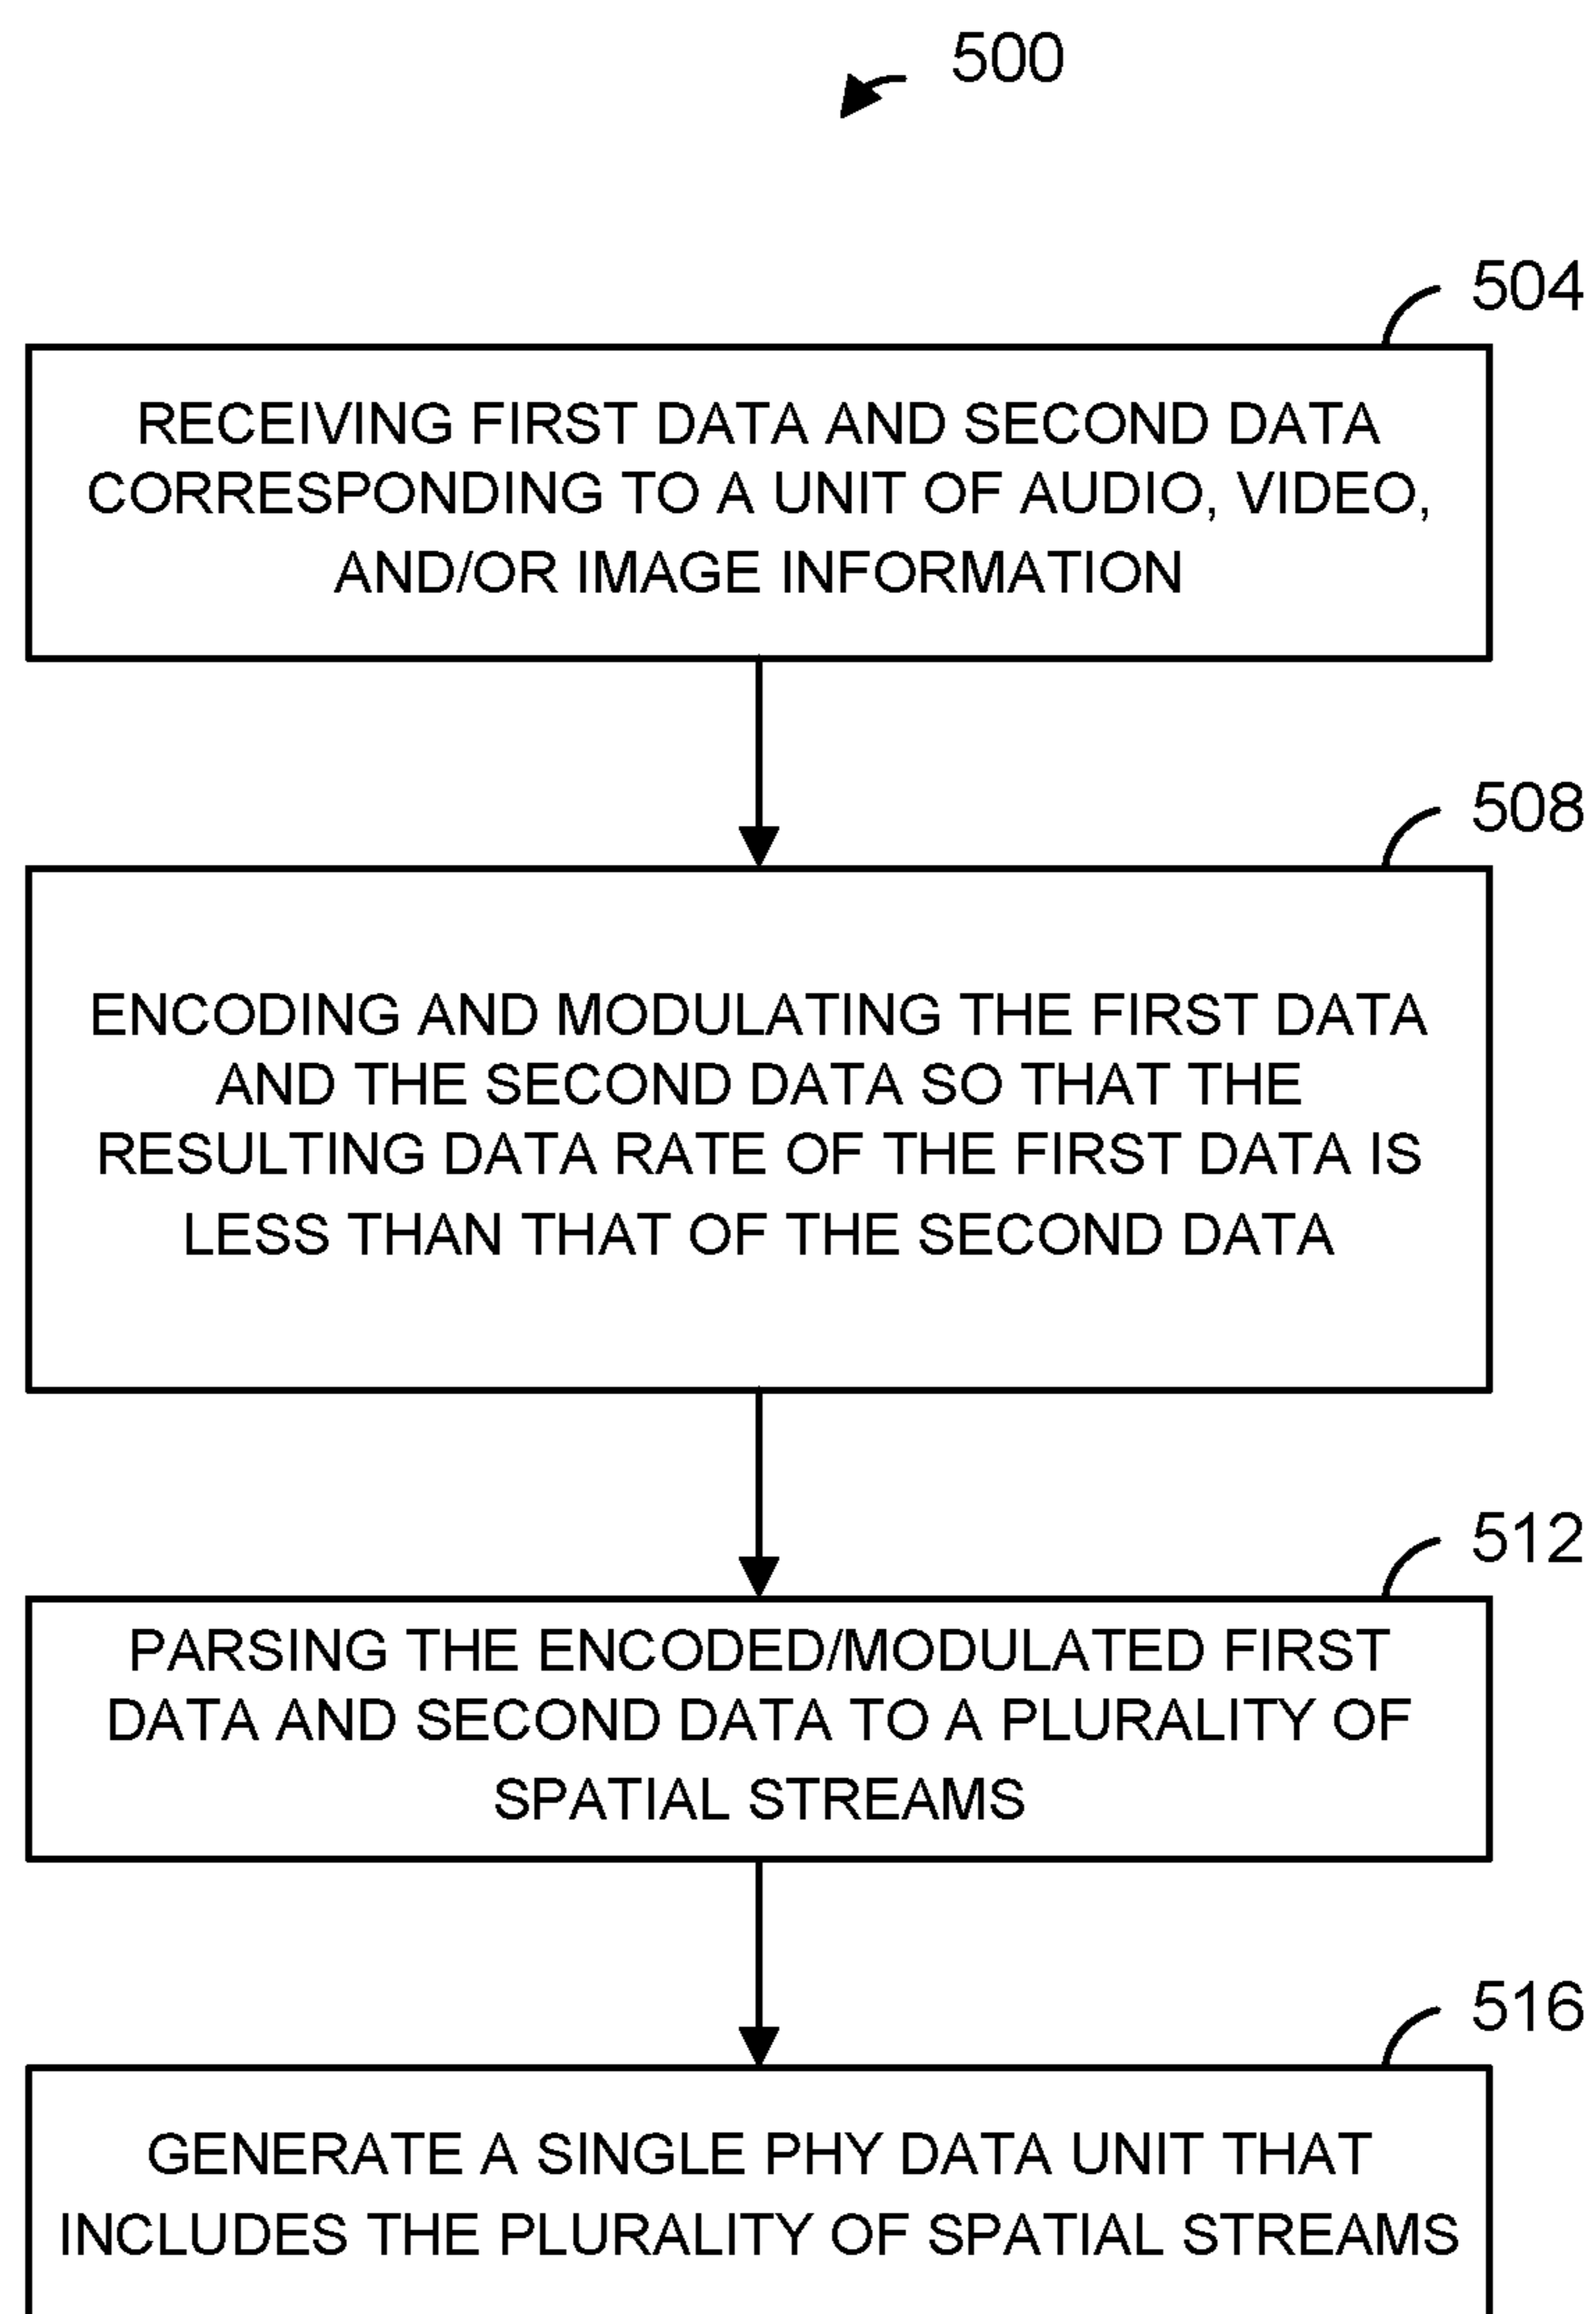 500
504
RECEIVING FIRST DATA AND SECOND DATA
CORRESPONDING TO A UNIT OF AUDIO, VIDEO,
AND/OR IMAGE INFORMATION
508
ENCODING AND MODULATING THE FIRST DATA
AND THE SECOND DATA SO THAT THE
RESULTING DATA RATE OF THE FIRST DATA IS
LESS THAN THAT OF THE SECOND DATA
512
PARSING THE ENCODED/MODULATED FIRST
DATA AND SECOND DATA TO A PLURALITY OF
SPATIAL STREAMS
516
GENERATE A SINGLE PHY DATA UNIT THAT
INCLUDES THE PLURALITY OF SPATIAL STREAMS